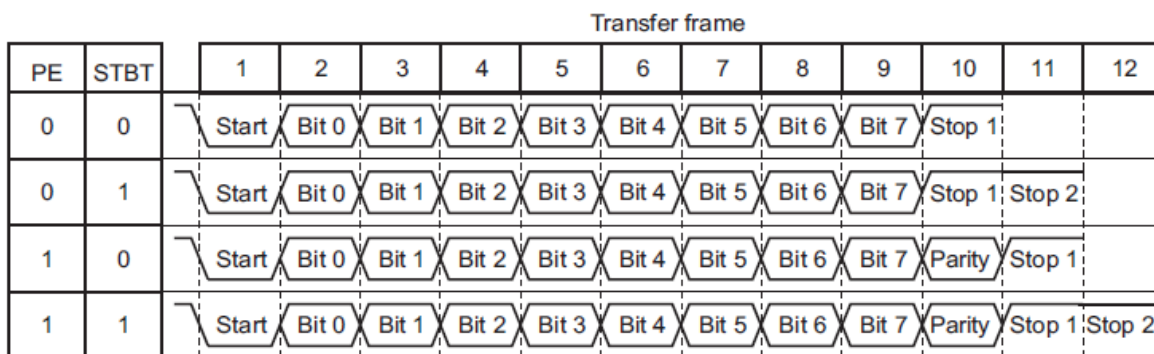 Transfer frame
PE STBT 1 2 3 4 5 6 7 8 9 10 11 12
0 0 Start Bit 0 Bit 1 Bit 2 Bit 3 Bit 4 Bit 5 Bit 6 Bit 7 Stop 1
0 1 Start Bit 0 Bit 1 Bit 2 Bit 3 Bit 4 Bit 5 Bit 6 Bit 7 Stop 1 Stop 2
1 0 Start Bit 0 Bit 1 Bit 2 Bit 3 Bit 4 Bit 5 Bit 6 Bit 7 Parity Stop 1
1 1 Start Bit 0 Bit 1 Bit 2 Bit 3 Bit 4 Bit 5 Bit 6 Bit 7 Parity Stop 1 Stop 2